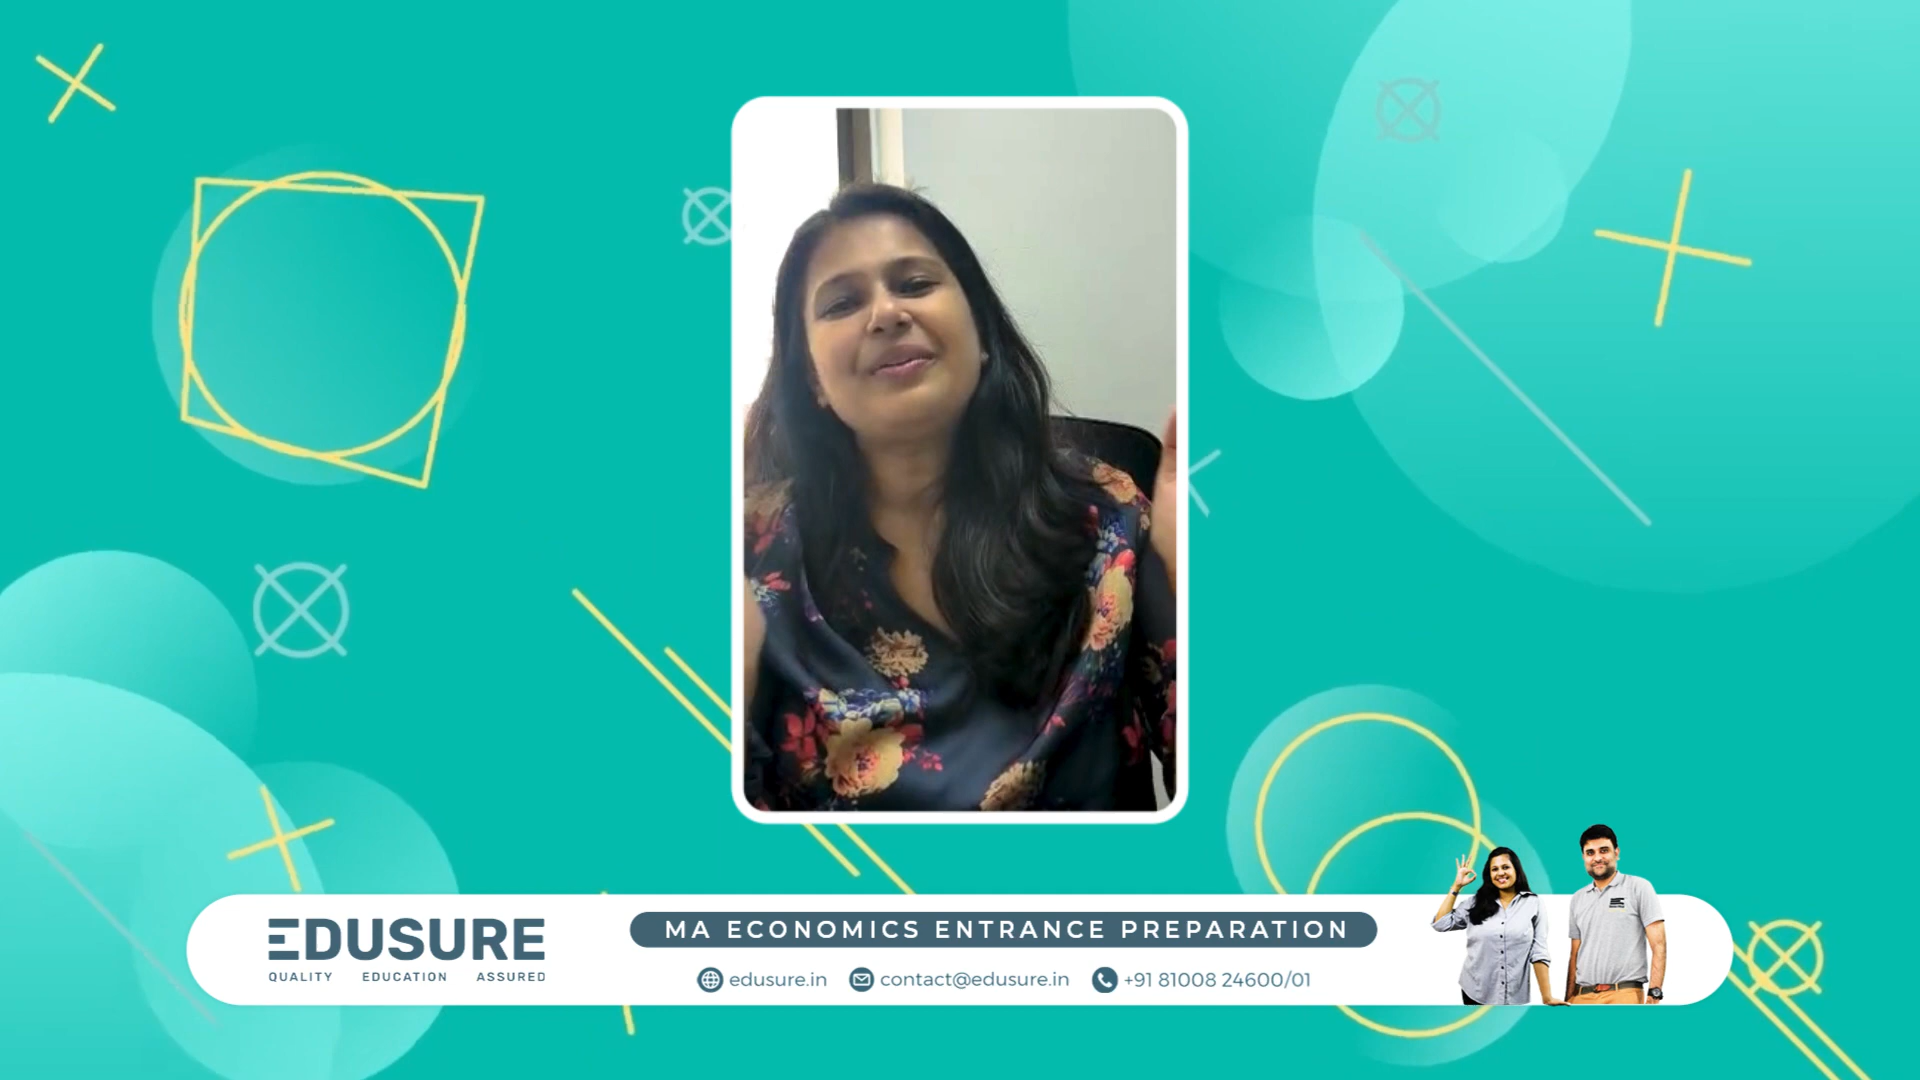 EDUSURE
QUALITY EDUCATION ASSURED
MA ECONOMICS ENTRANCE PREPARATION
edusure.in contact@edusure.in +91 81008 24600/01